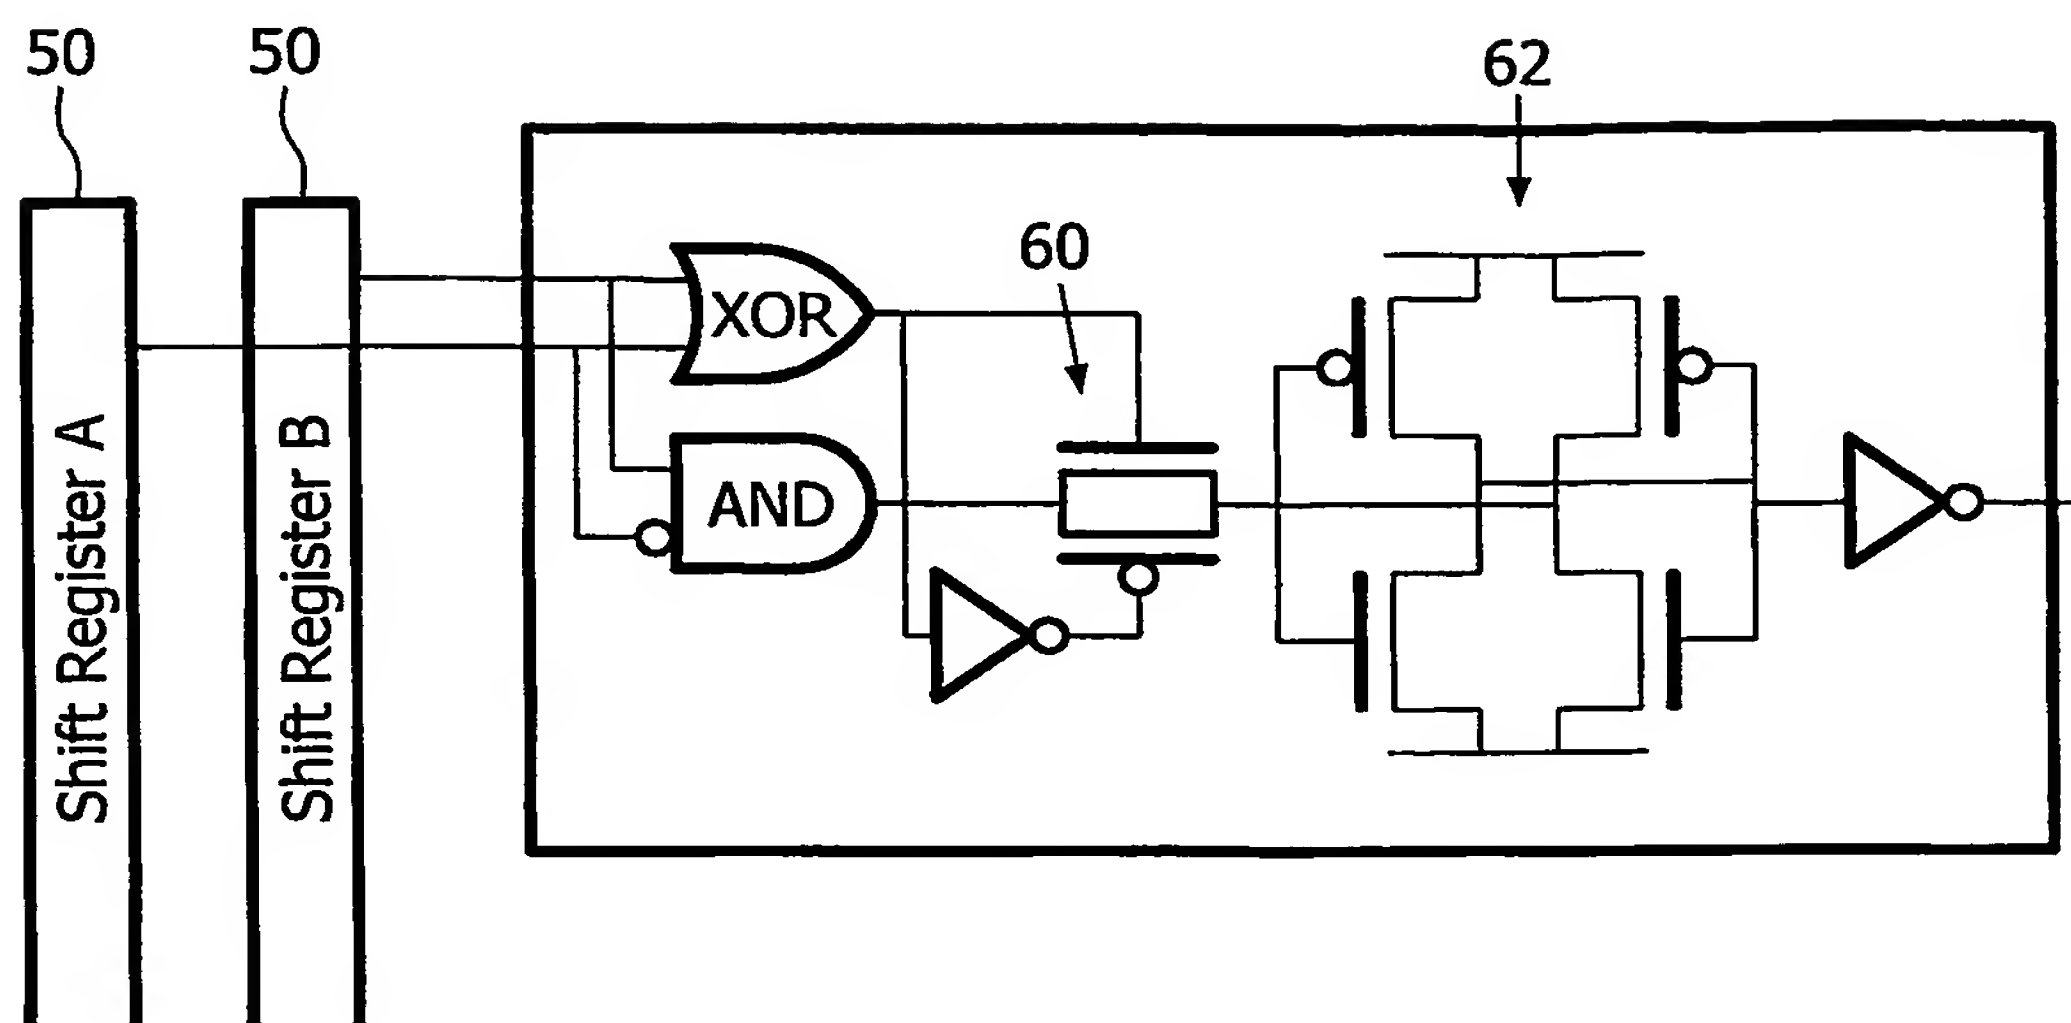 50
50
62
60
XOR
AND
Shift Register A
Shift Register B